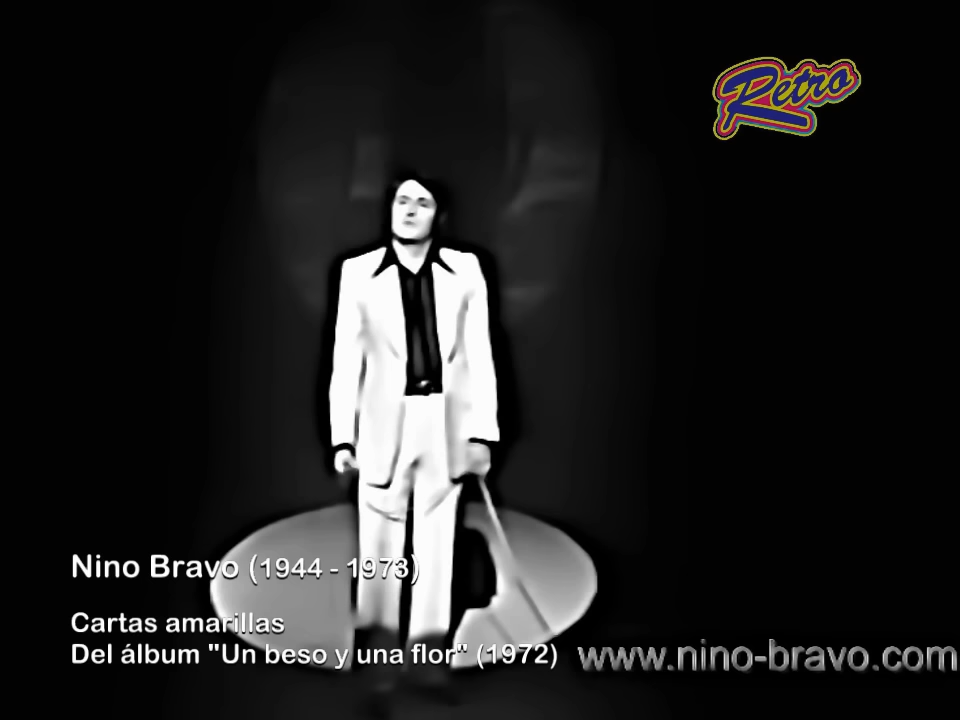 Retro
Nino Bravo (1944 - 1973)
Cartas amarillas
Del álbum "Un beso y una flor" (1972)
www.nino-bravo.com